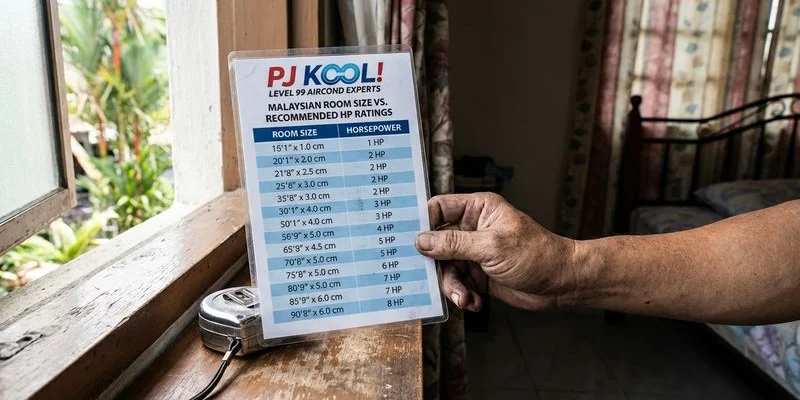 PJ KOOL!
LEVEL 99 AIRCOND EXPERTS
MALAYSIAN ROOM SIZE VS.
RECOMMENDED HP RATINGS
ROOM SIZE HORSEPOWER
15'1" x 1.0 cm 1 HP
20'1" x 2.0 cm 2 HP
21'8" x 2.5 cm 2 HP
25'8" x 3.0 cm 2 HP
35'8" x 3.0 cm 2 HP
30'1" x 4.0 cm 3 HP
50'1" x 4.0 cm 3 HP
56'9" x 5.0 cm 4 HP
65'9" x 4.5 cm 5 HP
70'8" x 5.0 cm 5 HP
75'8" x 5.0 cm 6 HP
80'9" x 5.0 cm 7 HP
85'9" x 6.0 cm 7 HP
90'8" x 6.0 cm 8 HP